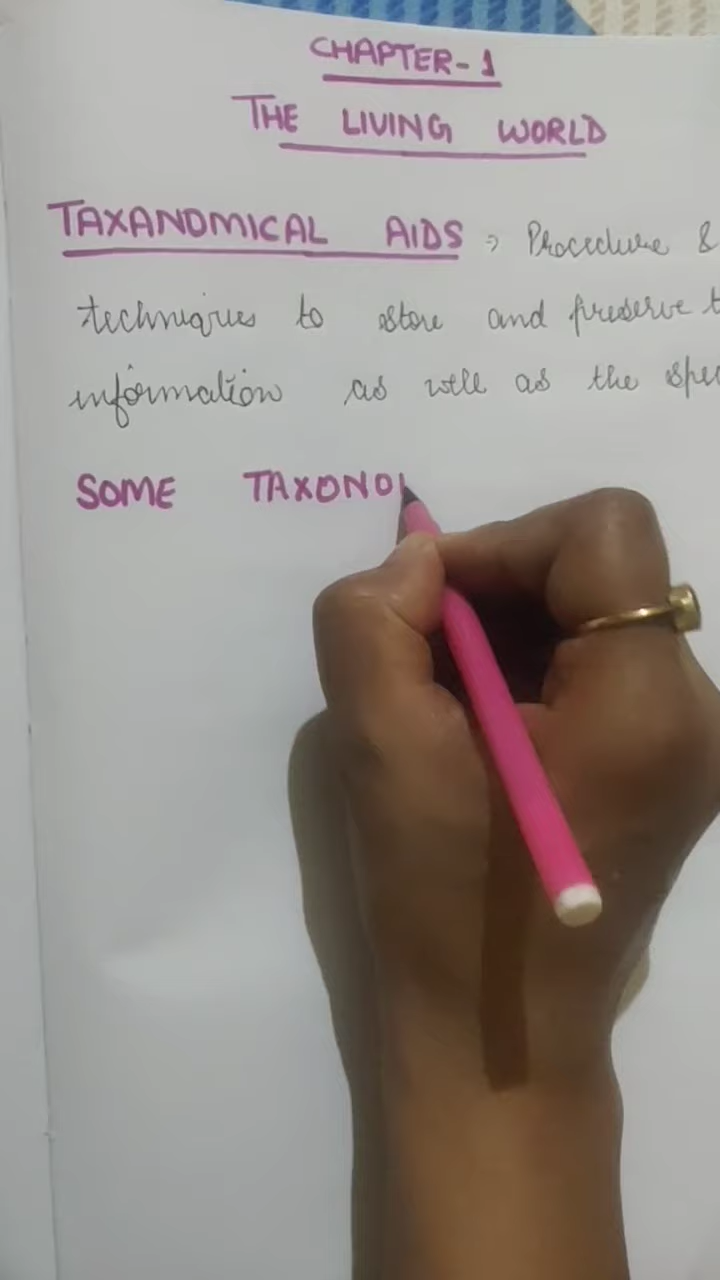 CHAPTER-1
THE LIVING WORLD
TAXANOMICAL AIDS → Procedure &
techniques to store and preserve t
information as well as the spec
SOME TAXONO